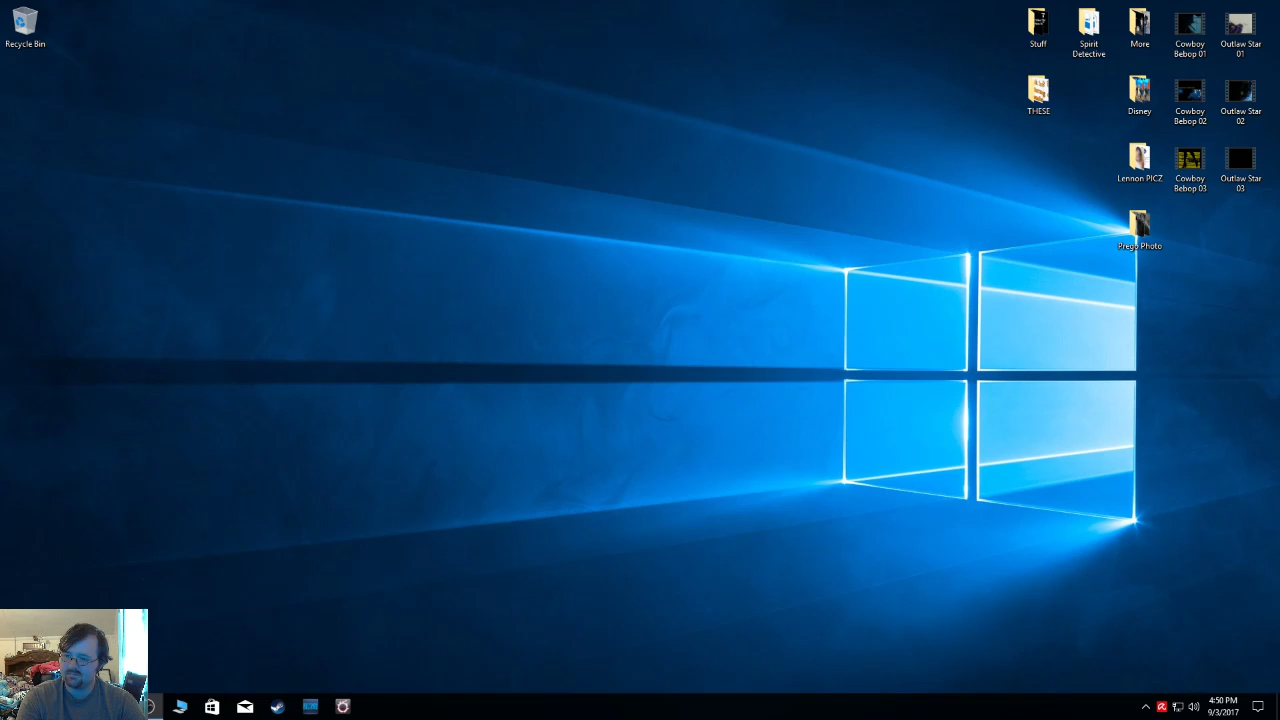 Recycle Bin
Stuff
Spirit
Detective
More
Cowboy
Bebop 01
Outlaw Star
01
THESE
Disney
Cowboy
Bebop 02
Outlaw Star
02
Lennon PICZ
Cowboy
Bebop 03
Outlaw Star
03
Prego Photo
4:50 PM
9/3/2017